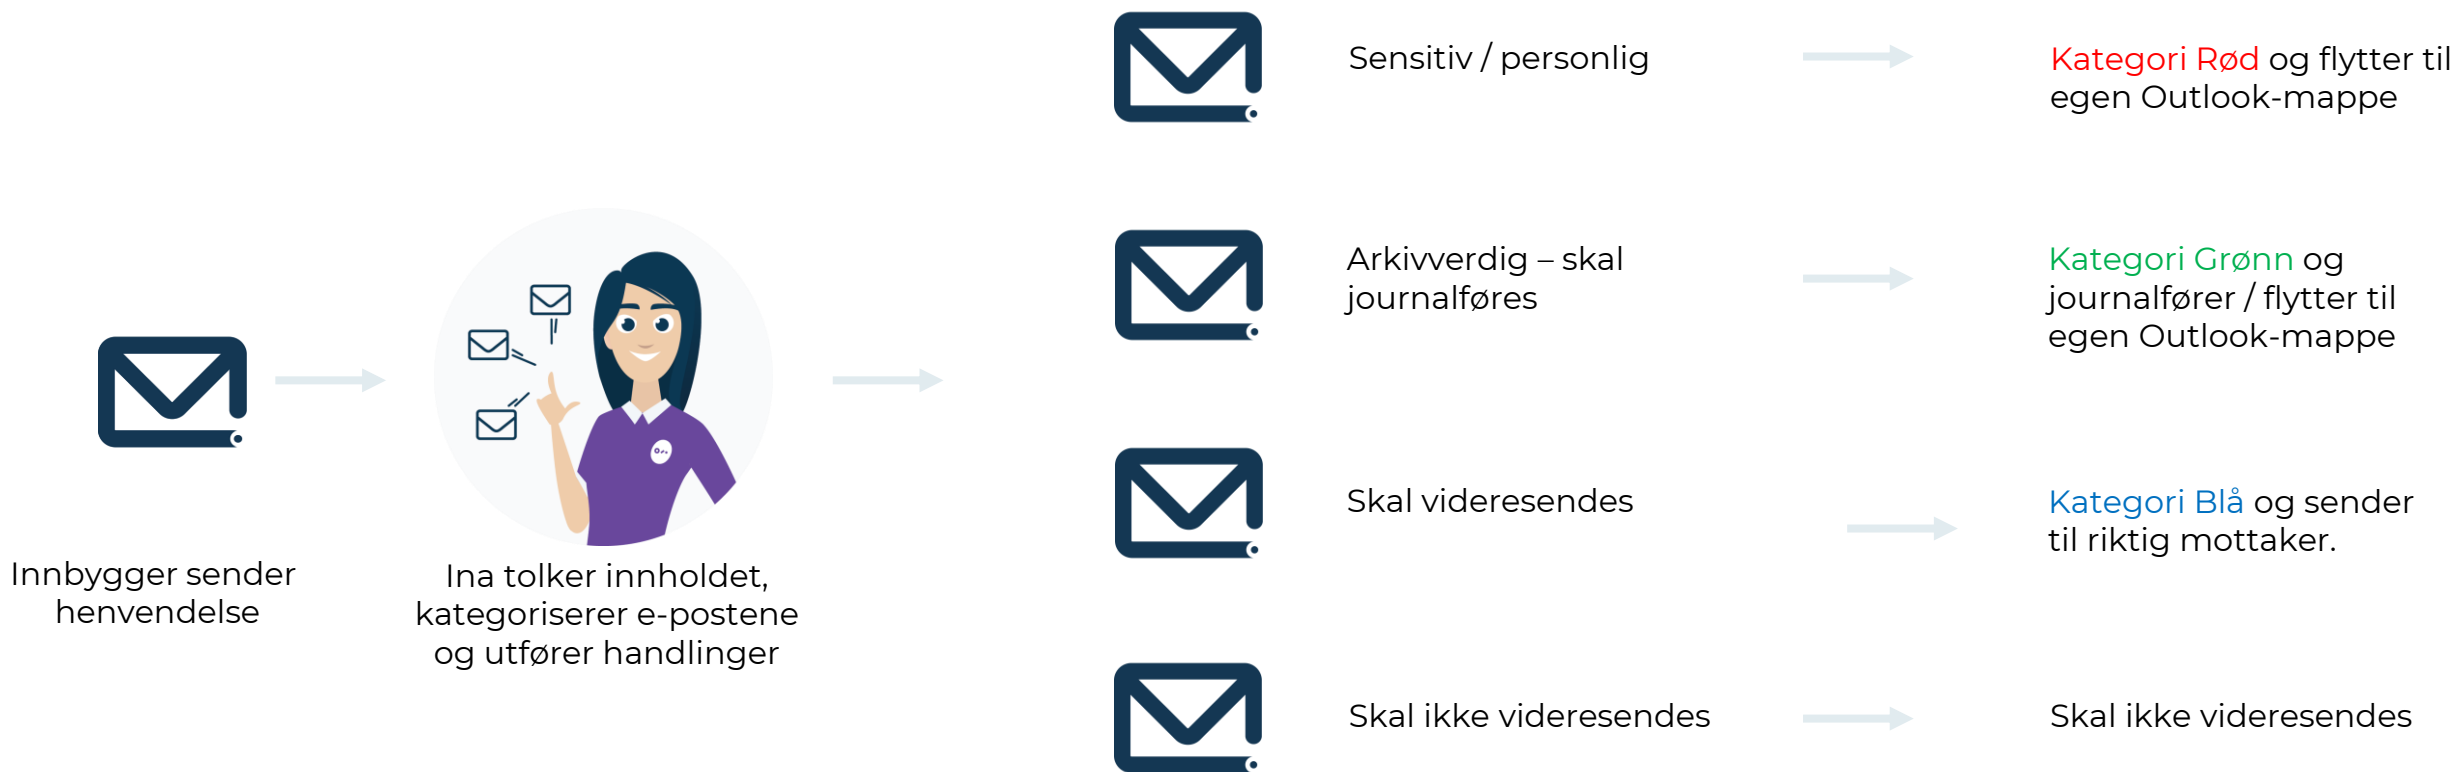 Innbygger sender
henvendelse
Ina tolker innholdet,
kategoriserer e-postene
og utfører handlinger
Sensitiv / personlig
Kategori Rød og flytter til
egen Outlook-mappe
Arkivverdig – skal
journalføres
Kategori Grønn og
journalfører / flytter til
egen Outlook-mappe
Skal videresendes
Kategori Blå og sender
til riktig mottaker.
Skal ikke videresendes
Skal ikke videresendes